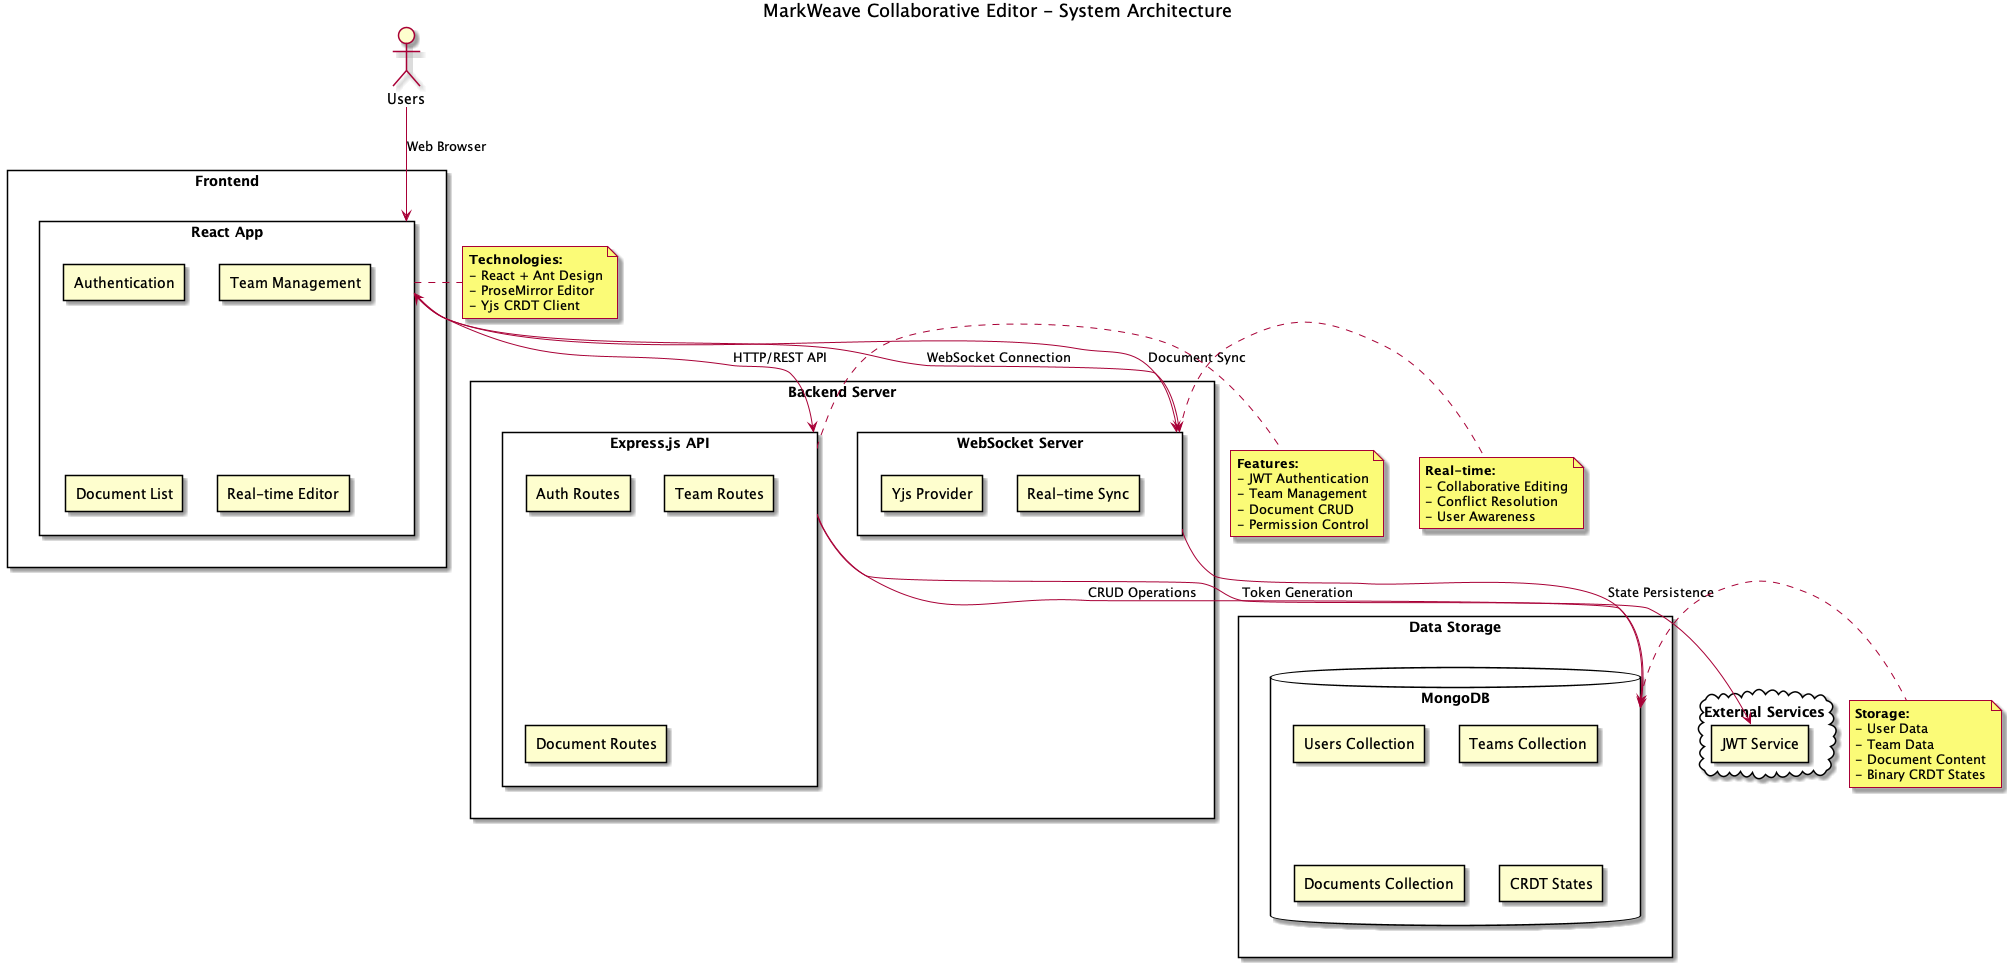 MarkWeave Collaborative Editor – System Architecture
Users
Web Browser
Frontend
React App
Authentication
Team Management
Document List
Real-time Editor
Technologies:
– React + Ant Design
– ProseMirror Editor
– Yjs CRDT Client
HTTP/REST API
WebSocket Connection
Document Sync
Backend Server
Express.js API
Auth Routes
Team Routes
Document Routes
WebSocket Server
Yjs Provider
Real-time Sync
Features:
– JWT Authentication
– Team Management
– Document CRUD
– Permission Control
Real-time:
– Collaborative Editing
– Conflict Resolution
– User Awareness
CRUD Operations
Token Generation
State Persistence
Data Storage
MongoDB
Users Collection
Teams Collection
Documents Collection
CRDT States
External Services
JWT Service
Storage:
– User Data
– Team Data
– Document Content
– Binary CRDT States